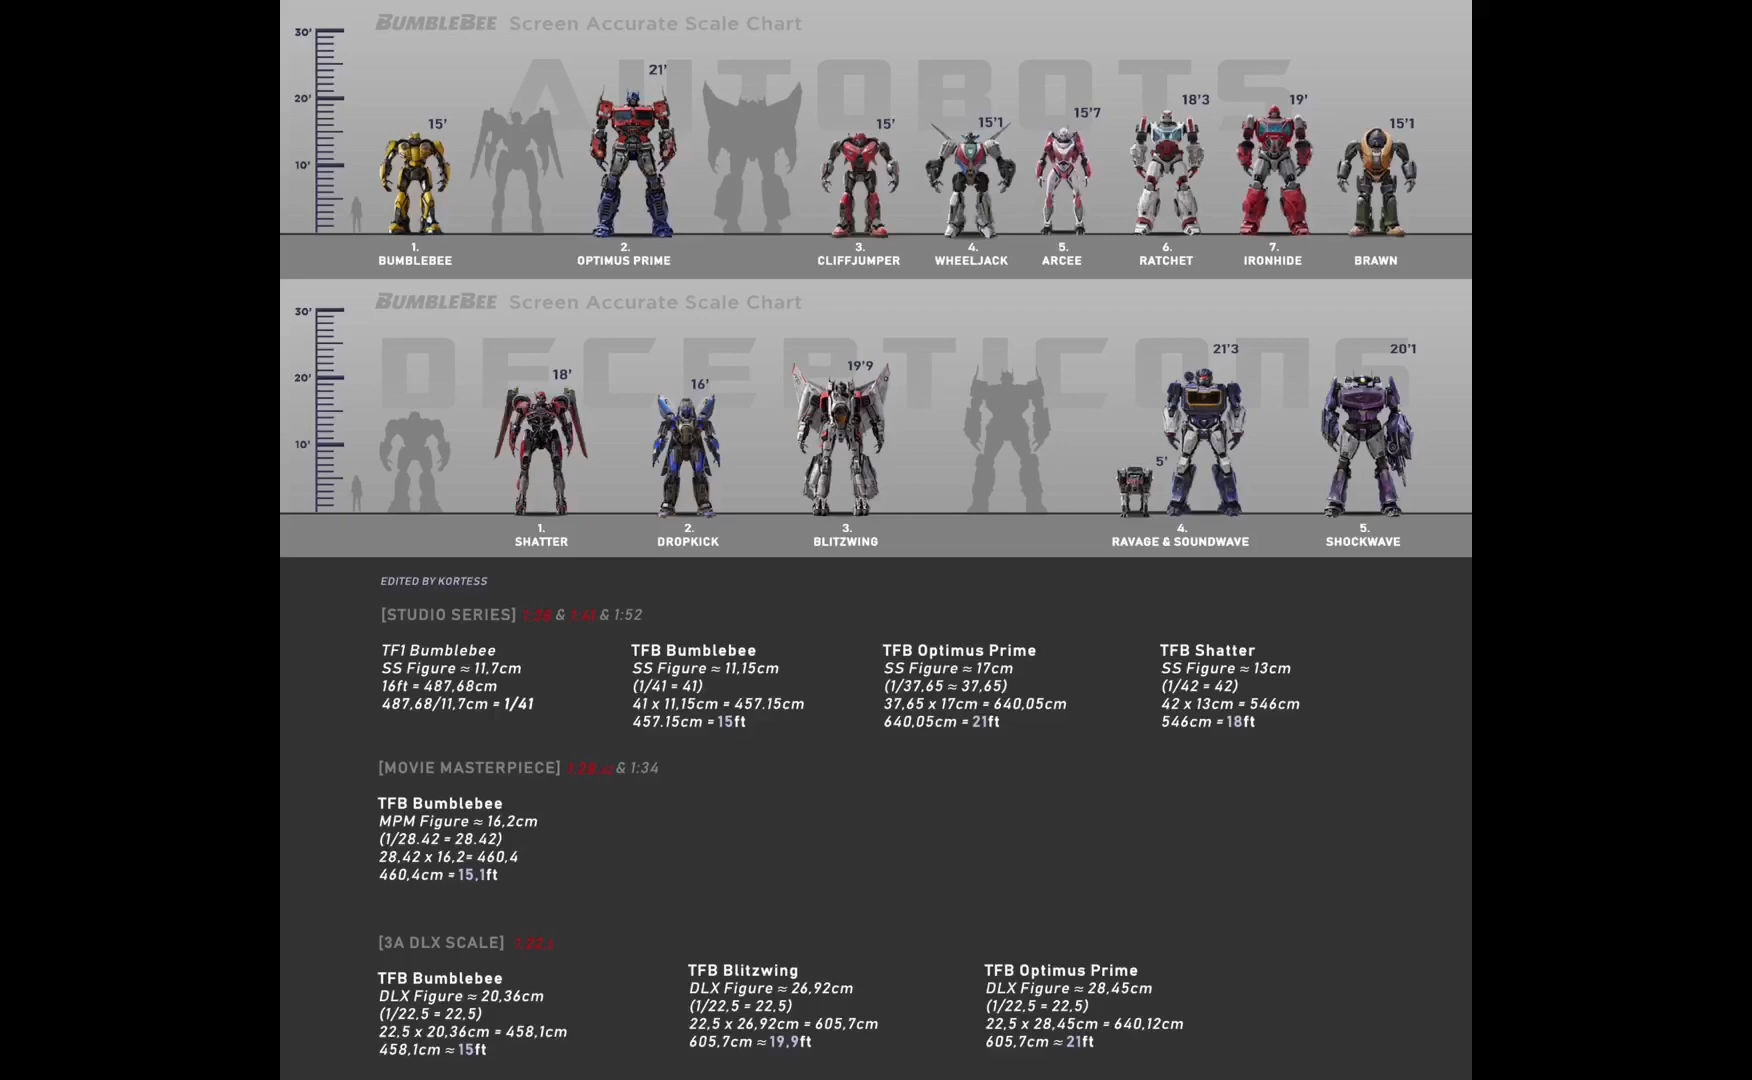 BUMBLEBEE Screen Accurate Scale Chart
AUTOBOTS
30'
20'
10'
15'
21'
15'
15'1
15'7
18'3
19'
15'1
1.
BUMBLEBEE
2.
OPTIMUS PRIME
3.
CLIFFJUMPER
4.
WHEELJACK
5.
ARCEE
6.
RATCHET
7.
IRONHIDE
BRAWN
BUMBLEBEE Screen Accurate Scale Chart
DECEPTICONS
30'
20'
10'
18'
16'
19'9
5'
21'3
20'1
1.
SHATTER
2.
DROPKICK
3.
BLITZWING
4.
RAVAGE & SOUNDWAVE
5.
SHOCKWAVE
EDITED BY KORTESS
[STUDIO SERIES] & 1:41 & 1:52
TF1 Bumblebee
SS Figure ≈ 11,7cm
16ft = 487,68cm
487,68/11,7cm = 1/41
TFB Bumblebee
SS Figure ≈ 11,15cm
(1/41 = 41)
41 x 11,15cm = 457.15cm
457.15cm = 15ft
TFB Optimus Prime
SS Figure ≈ 17cm
(1/37,65 ≈ 37,65)
37,65 x 17cm = 640,05cm
640,05cm = 21ft
TFB Shatter
SS Figure ≈ 13cm
(1/42 = 42)
42 x 13cm = 546cm
546cm = 18ft
[MOVIE MASTERPIECE] & 1:34
TFB Bumblebee
MPM Figure ≈ 16,2cm
(1/28.42 = 28.42)
28,42 x 16,2= 460,4
460,4cm = 15,1ft
[3A DLX SCALE]
TFB Bumblebee
DLX Figure ≈ 20,36cm
(1/22,5 = 22,5)
22,5 x 20,36cm = 458,1cm
458,1cm ≈ 15ft
TFB Blitzwing
DLX Figure ≈ 26,92cm
(1/22,5 = 22,5)
22,5 x 26,92cm = 605,7cm
605,7cm ≈ 19,9ft
TFB Optimus Prime
DLX Figure ≈ 28,45cm
(1/22,5 = 22,5)
22,5 x 28,45cm = 640,12cm
605,7cm ≈ 21ft